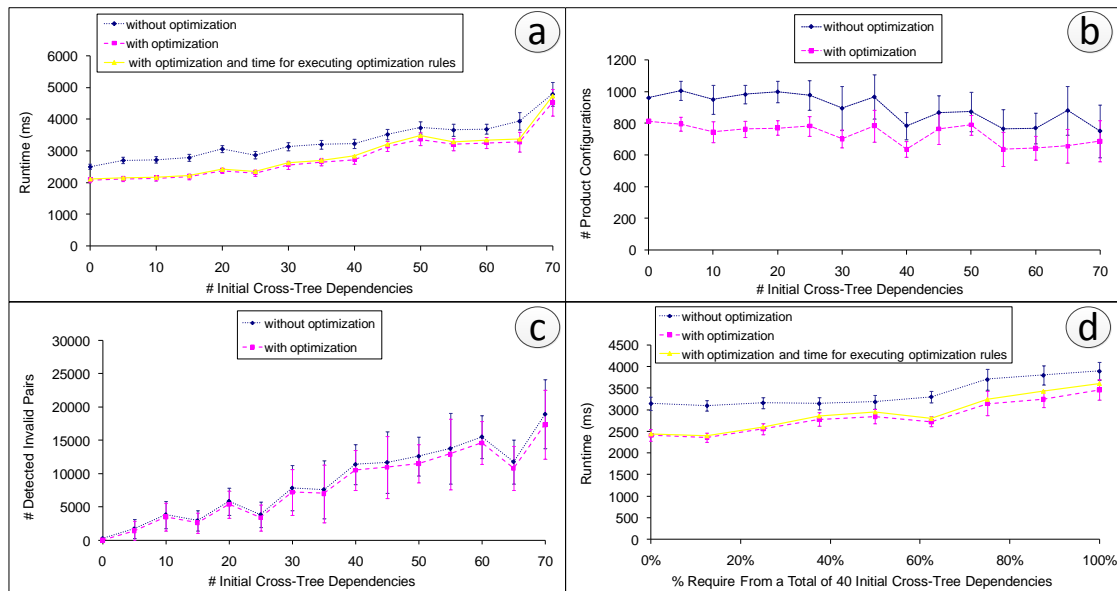 a
without optimization
with optimization
with optimization and time for executing optimization rules
6000
5000
4000
3000
2000
1000
0
Runtime (ms)
0 10 20 30 40 50 60 70
# Initial Cross-Tree Dependencies
b
without optimization
with optimization
1200
1000
800
600
400
200
0
# Product Configurations
0 10 20 30 40 50 60 70
# Initial Cross-Tree Dependencies
c
without optimization
with optimization
30000
25000
20000
15000
10000
5000
0
# Detected Invalid Pairs
0 10 20 30 40 50 60 70
# Initial Cross-Tree Dependencies
d
without optimization
with optimization
with optimization and time for executing optimization rules
4500
4000
3500
3000
2500
2000
1500
1000
500
0
Runtime (ms)
0% 20% 40% 60% 80% 100%
% Require From a Total of 40 Initial Cross-Tree Dependencies